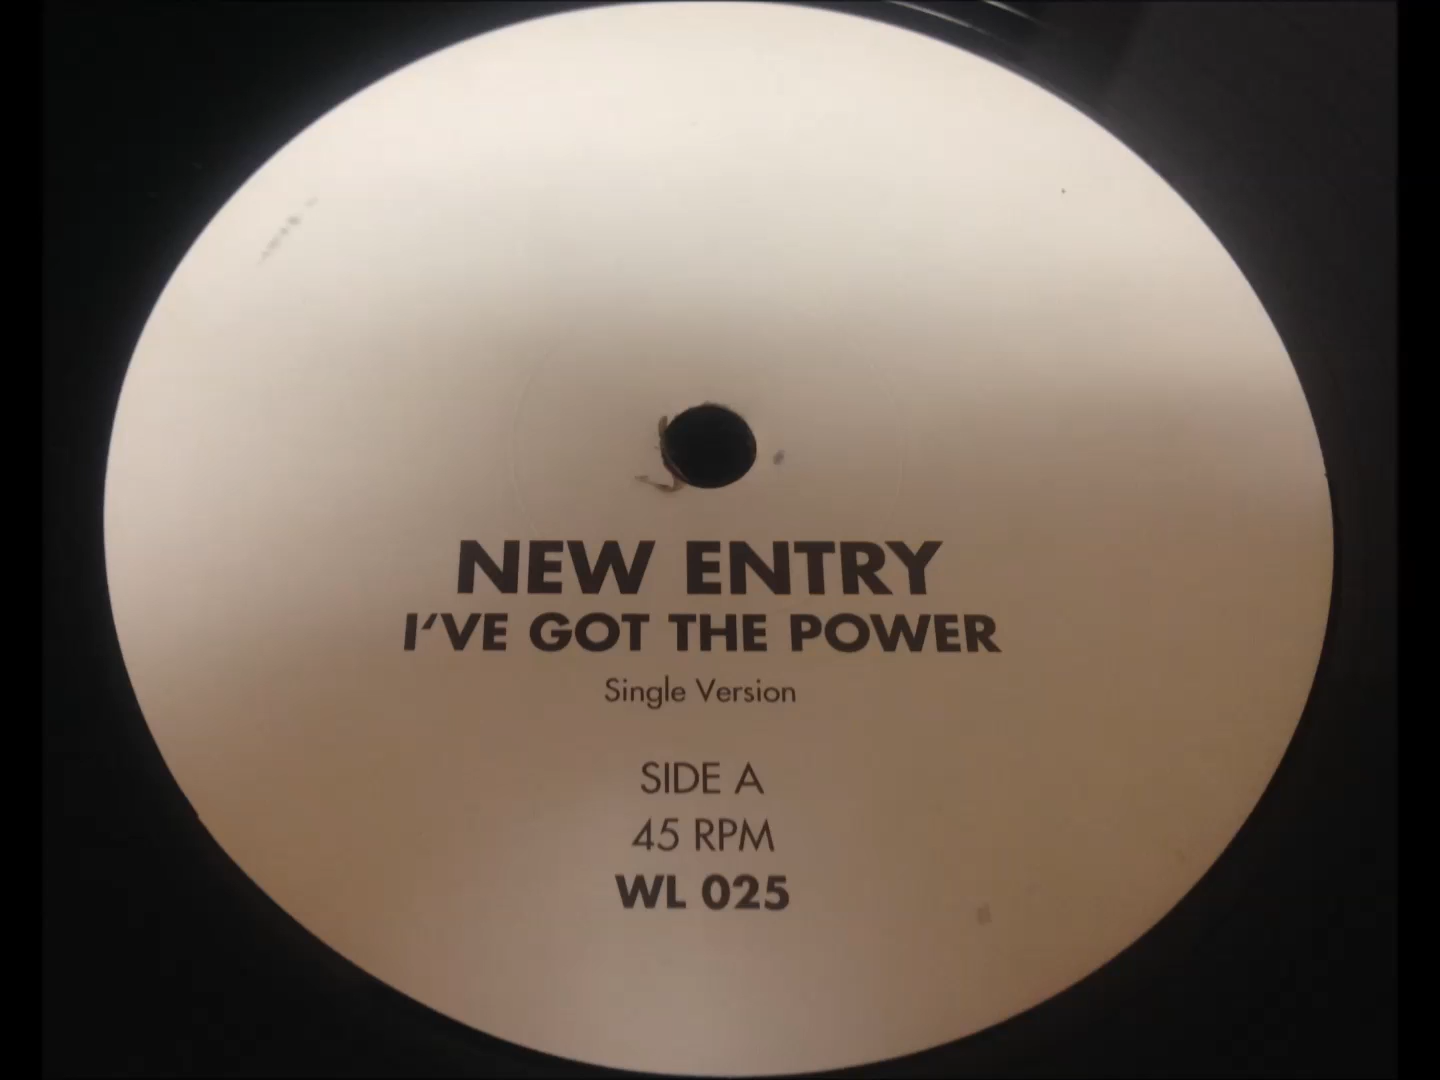 NEW ENTRY
I'VE GOT THE POWER
Single Version
SIDE A
45 RPM
WL 025